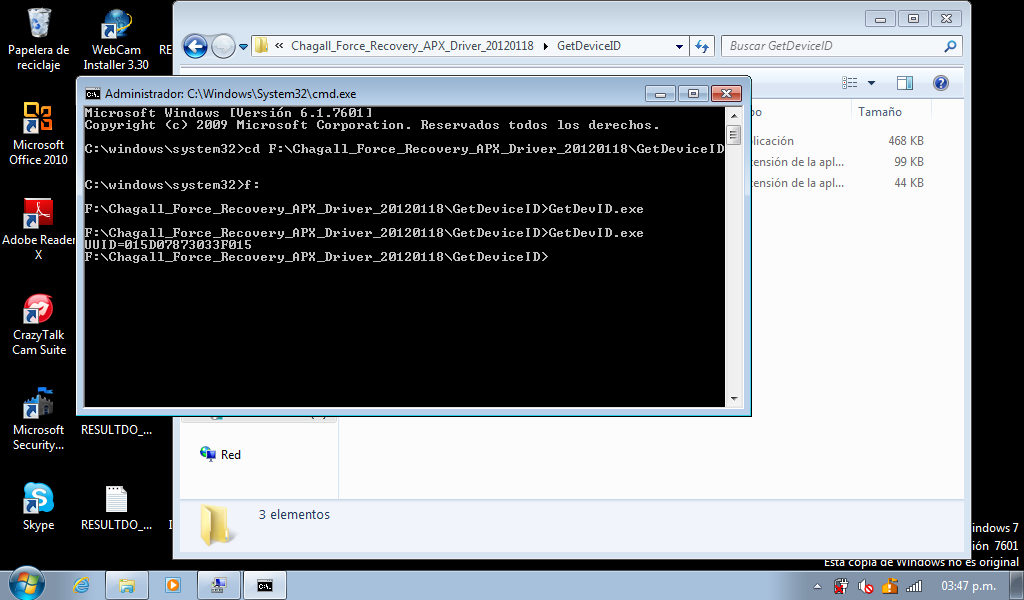 Papelera de
reciclaje
WebCam
Installer 3.30
RE
Microsoft
Office 2010
Adobe Reader
X
CrazyTalk
Cam Suite
Microsoft
Security...
RESULTDO_...
Skype
RESULTDO_...
« Chagall_Force_Recovery_APX_Driver_20120118 GetDeviceID
Buscar GetDeviceID
po
Tamaño
licación
468 KB
tensión de la apl...
99 KB
tensión de la apl...
44 KB
Administrador: C:\Windows\System32\cmd.exe
Microsoft Windows [Versión 6.1.7601]
Copyright (c) 2009 Microsoft Corporation. Reservados todos los derechos.
C:\windows\system32>cd F:\Chagall_Force_Recovery_APX_Driver_20120118\GetDeviceID
C:\windows\system32>f:
F:\Chagall_Force_Recovery_APX_Driver_20120118\GetDeviceID>GetDevID.exe
F:\Chagall_Force_Recovery_APX_Driver_20120118\GetDeviceID>GetDevID.exe
UUID=015D07873033F015
F:\Chagall_Force_Recovery_APX_Driver_20120118\GetDeviceID>
Red
3 elementos
indows 7
ión 7601
Esta copia de Windows no es original
03:47 p.m.